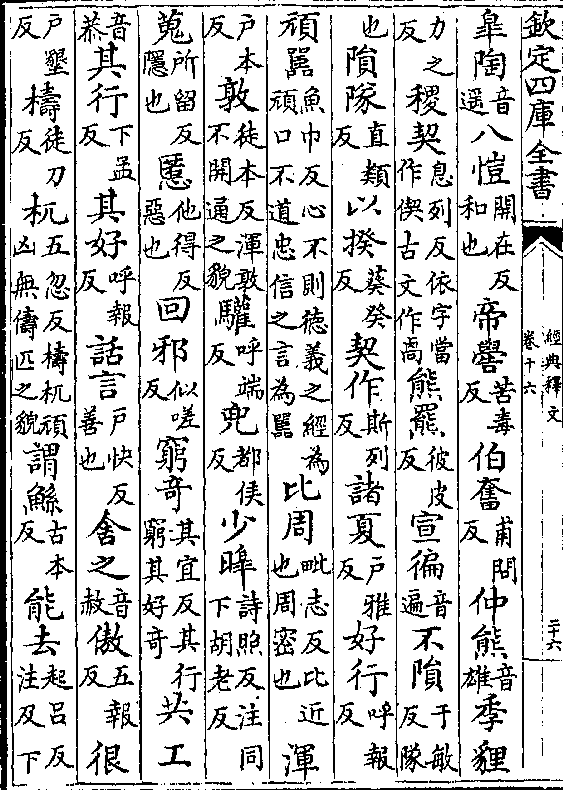 欽定四庫全書
經典釋文
卷十六
二十六
皐陶音遥八愷開在反和也帝嚳苦毒反伯奮甫問反仲熊音雄季貍
力之反稷契息列反依字當作偰古文作卨熊羆彼皮反宣徧音遍不隕于敏反隊
也隕隊直類反以揆葵癸反契作斯列反諸夏戶雅反好行呼報反
頑嚚魚巾反心不則徳義之經為頑口不道忠信之言為嚚比周毗志反比近也周密也渾
戶本反敦徒本反渾敦不開通之貌驩呼端反兜都侯反少皥詩照反注同下胡老反
蒐所留反隱也慝他得反惡也回邪似嗟反窮奇其宜反其行窮其好奇共工
音恭其行下孟反其好呼報反話言戶快反善也舍之音赦傲五報反很
戶墾反檮徒刀反杌五忽反檮杌頑凶無儔匹之貌謂鯀古本反能去起呂反注及下